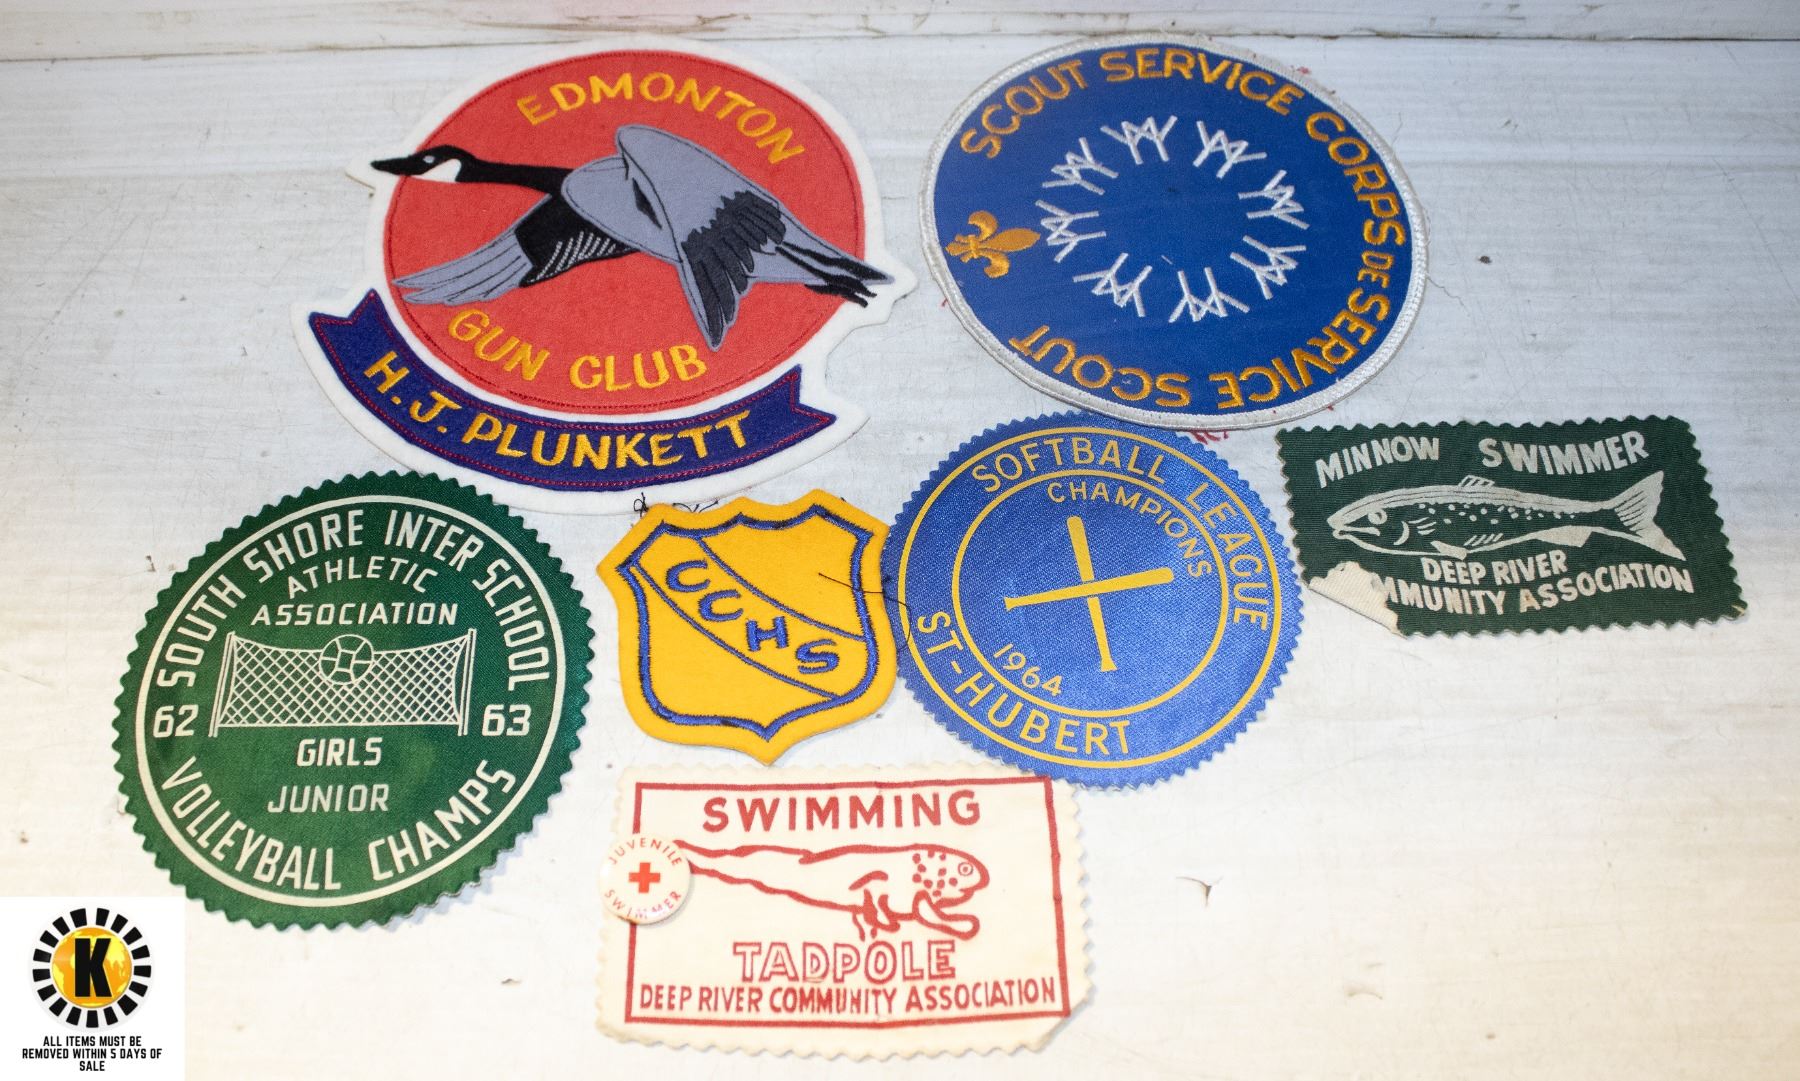 EDMONTON
GUN CLUB
H.J. PLUNKETT
SCOUT SERVICE CORPS DE SERVICE SCOUT
SOUTH SHORE INTER SCHOOL
ATHLETIC
ASSOCIATION
62 63
GIRLS
JUNIOR
VOLLEYBALL CHAMPS
UCHS
SOFTBALL LEAGUE
CHAMPIONS
1964
ST-HUBERT
MINNOW SWIMMER
DEEP RIVER
MMUNITY ASSOCIATION
SWIMMING
JUVENILE
SWIMMER
TADPOLE
DEEP RIVER COMMUNITY ASSOCIATION
K
ALL ITEMS MUST BE
REMOVED WITHIN 5 DAYS OF
SALE